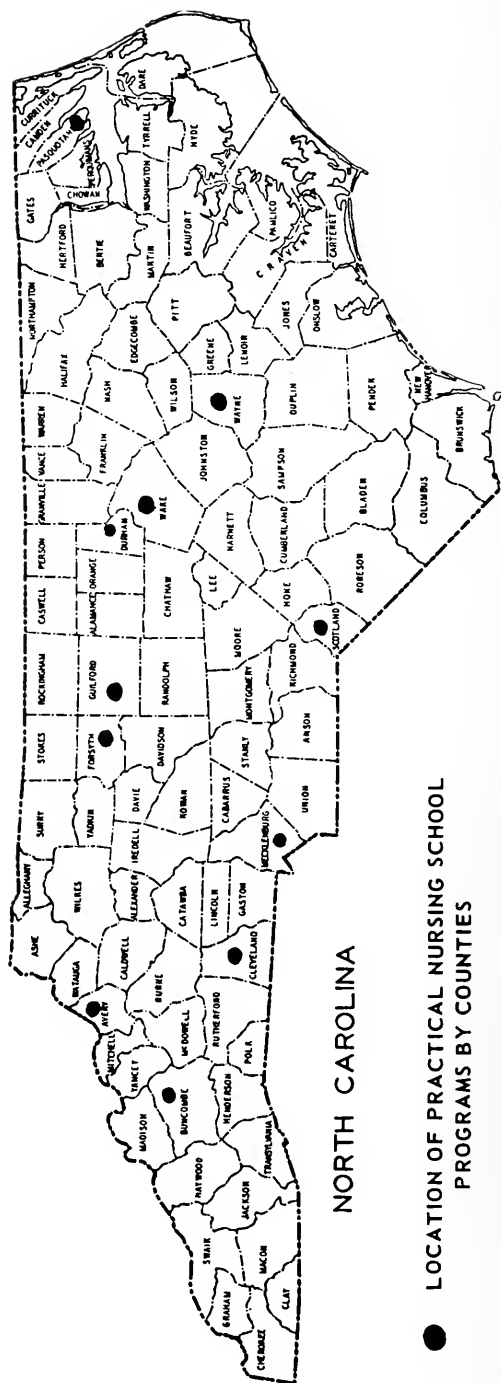 CURRITUCK
CAMDEN
PASQUOTAN
PERQUIMANS
GATES
CHOWAN
HERTFORD
BERTIE
NORTHAMPTON
HALIFAX
WARREN
VANCE
GRANVILLE
PERSON
CASWELL
ROCKINGHAM
STOKES
SURRY
ALLEGHANY
ASHE
WATAUGA
WILKES
YADKIN
FORSYTH
GUILFORD
ALAMANCE
ORANGE
DURHAM
FRANKLIN
NASH
EDGECOMBE
MARTIN
WASHINGTON
TYRRELL
DARE
HYDE
BEAUFORT
PITT
WILSON
WAKE
CHATHAM
RANDOLPH
DAVIDSON
DAVIE
IREDELL
ALEXANDER
CALDWELL
AVERY
MITCHELL
YANCEY
MADISON
BUNCOMBE
MCDOWELL
BURKE
CATAWBA
ROWAN
LINCOLN
CABARRUS
STANLY
MONTGOMERY
MOORE
LEE
HARNETT
JOHNSTON
WAYNE
GREENE
LENOIR
CRAVEN
PAMLICO
CARTERET
JONES
ONSLOW
DUPLIN
SAMPSON
CUMBERLAND
HOKE
RICHMOND
SCOTLAND
ANSON
UNION
MECKLENBURG
GASTON
CLEVELAND
RUTHERFORD
POLK
HENDERSON
TRANSYLVANIA
HAYWOOD
JACKSON
SWAIN
MACON
GRAHAM
CLAY
CHEROKEE
ROBESON
BLADEN
PENDER
NEW HANOVER
COLUMBUS
BRUNSWICK
NORTH CAROLINA
LOCATION OF PRACTICAL NURSING SCHOOL
PROGRAMS BY COUNTIES